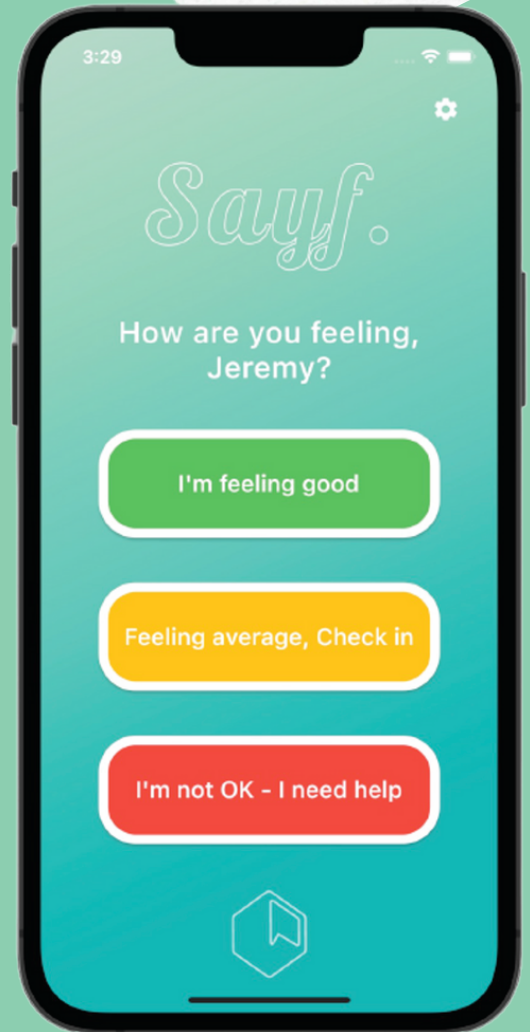 3:29
Sayf.
How are you feeling,
Jeremy?
I'm feeling good
Feeling average, Check in
I'm not OK - I need help